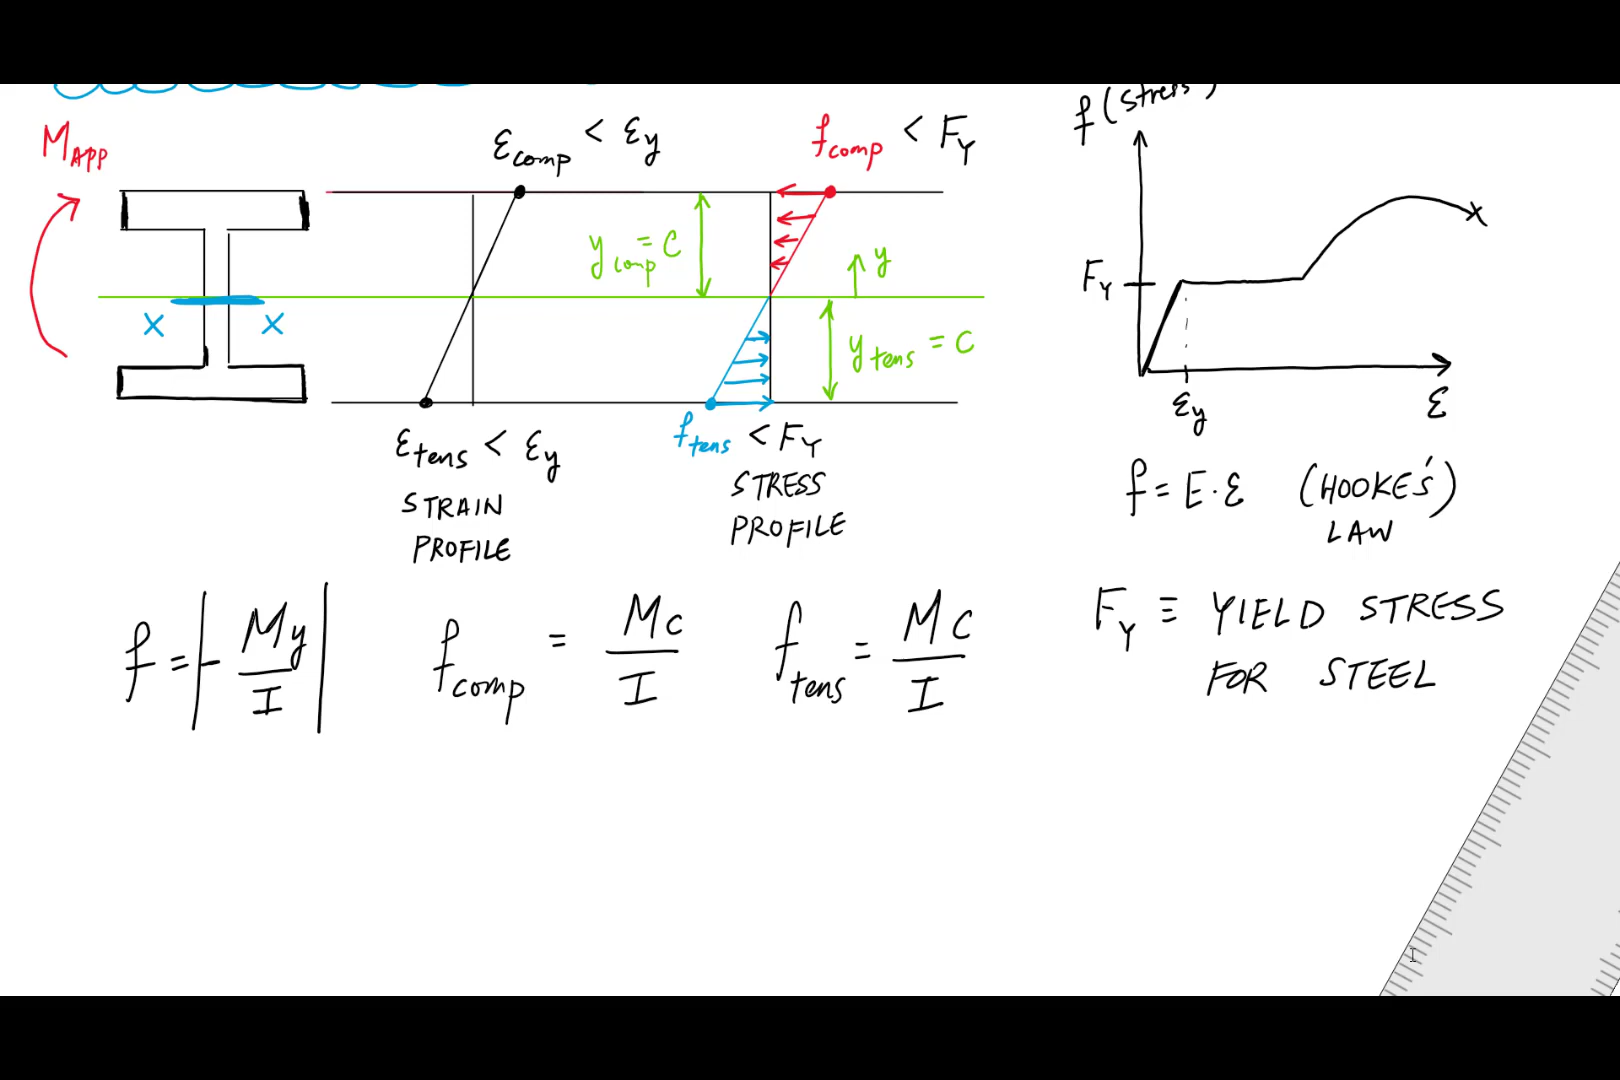 M_APP
ε_comp < ε_y
f_comp < F_Y
f (stress)
y_comp = C
y
y_tens = C
x x
F_Y
ε_y
ε
ε_tens < ε_y
STRAIN
PROFILE
f_tens < F_Y
STRESS
PROFILE
f = E·ε (HOOKE'S)
LAW
F_Y ≡ YIELD STRESS
FOR STEEL
f = |- My/I|
f_comp = Mc/I
f_tens = Mc/I